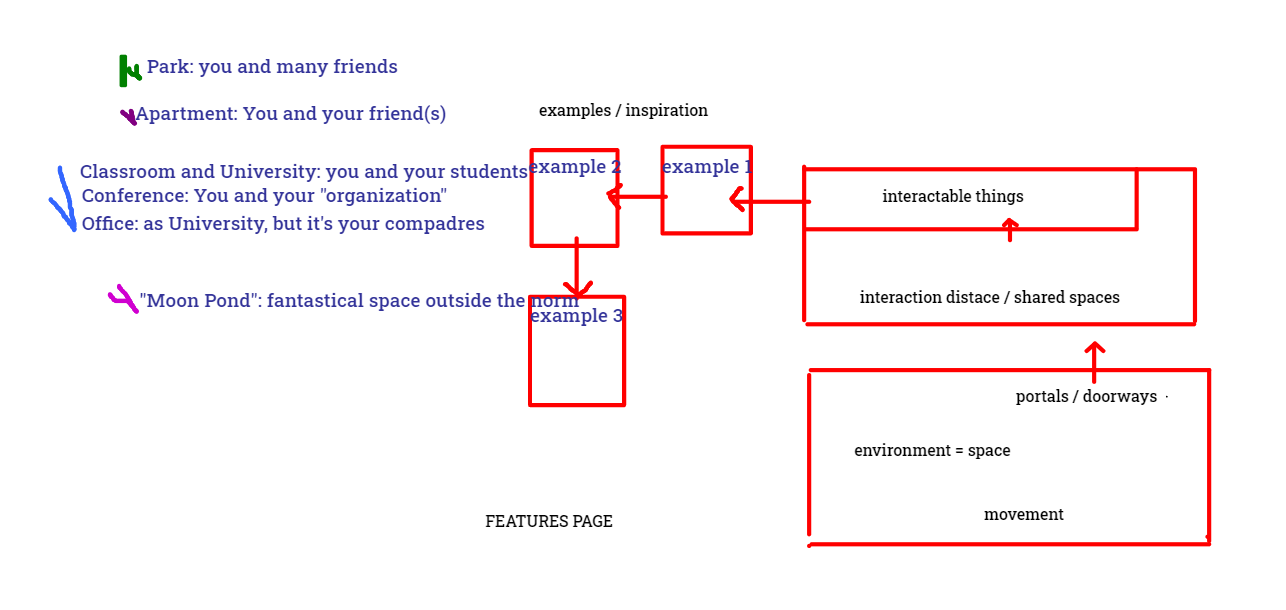 Park: you and many friends
Apartment: You and your friend(s)
examples / inspiration
Classroom and University: you and your students
Conference: You and your "organization"
Office: as University, but it's your compadres
example 2
example 1
interactable things
"Moon Pond": fantastical space outside the norm
example 3
interaction distace / shared spaces
portals / doorways
environment = space
movement
FEATURES PAGE